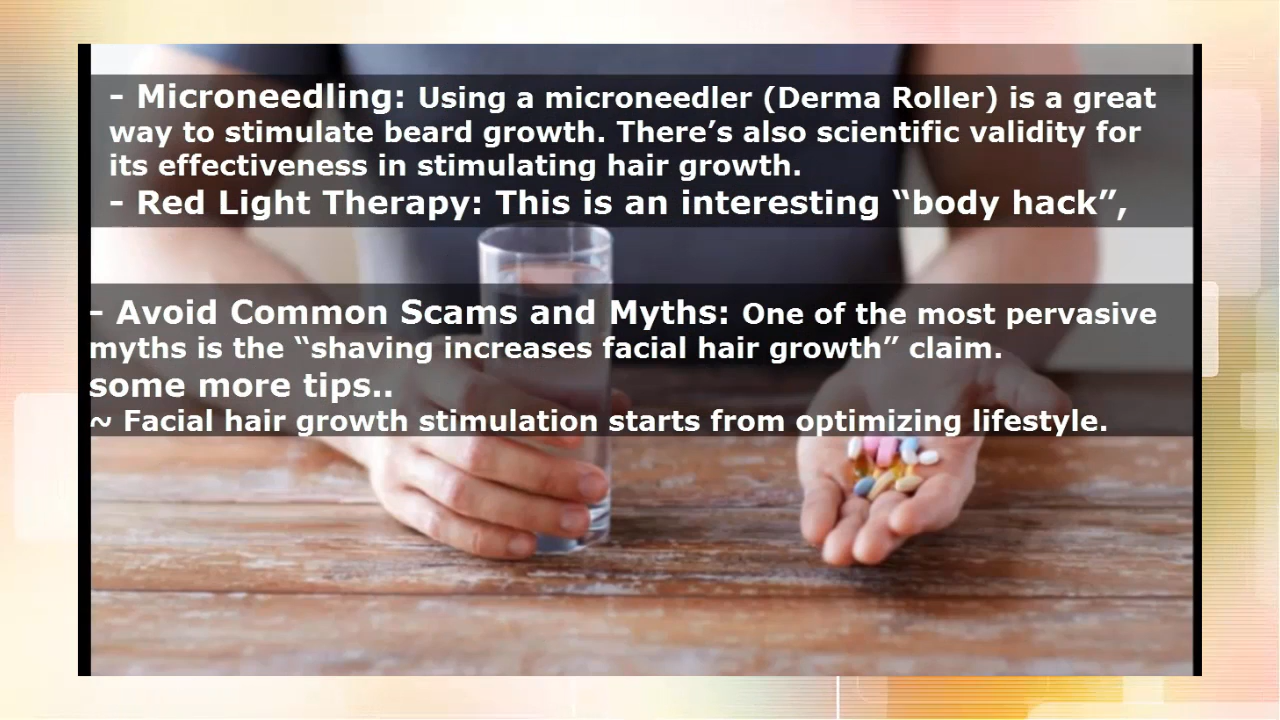 - Microneedling: Using a microneedler (Derma Roller) is a great
way to stimulate beard growth. There’s also scientific validity for
its effectiveness in stimulating hair growth.
- Red Light Therapy: This is an interesting “body hack”,
- Avoid Common Scams and Myths: One of the most pervasive
myths is the “shaving increases facial hair growth” claim.
some more tips..
~ Facial hair growth stimulation starts from optimizing lifestyle.